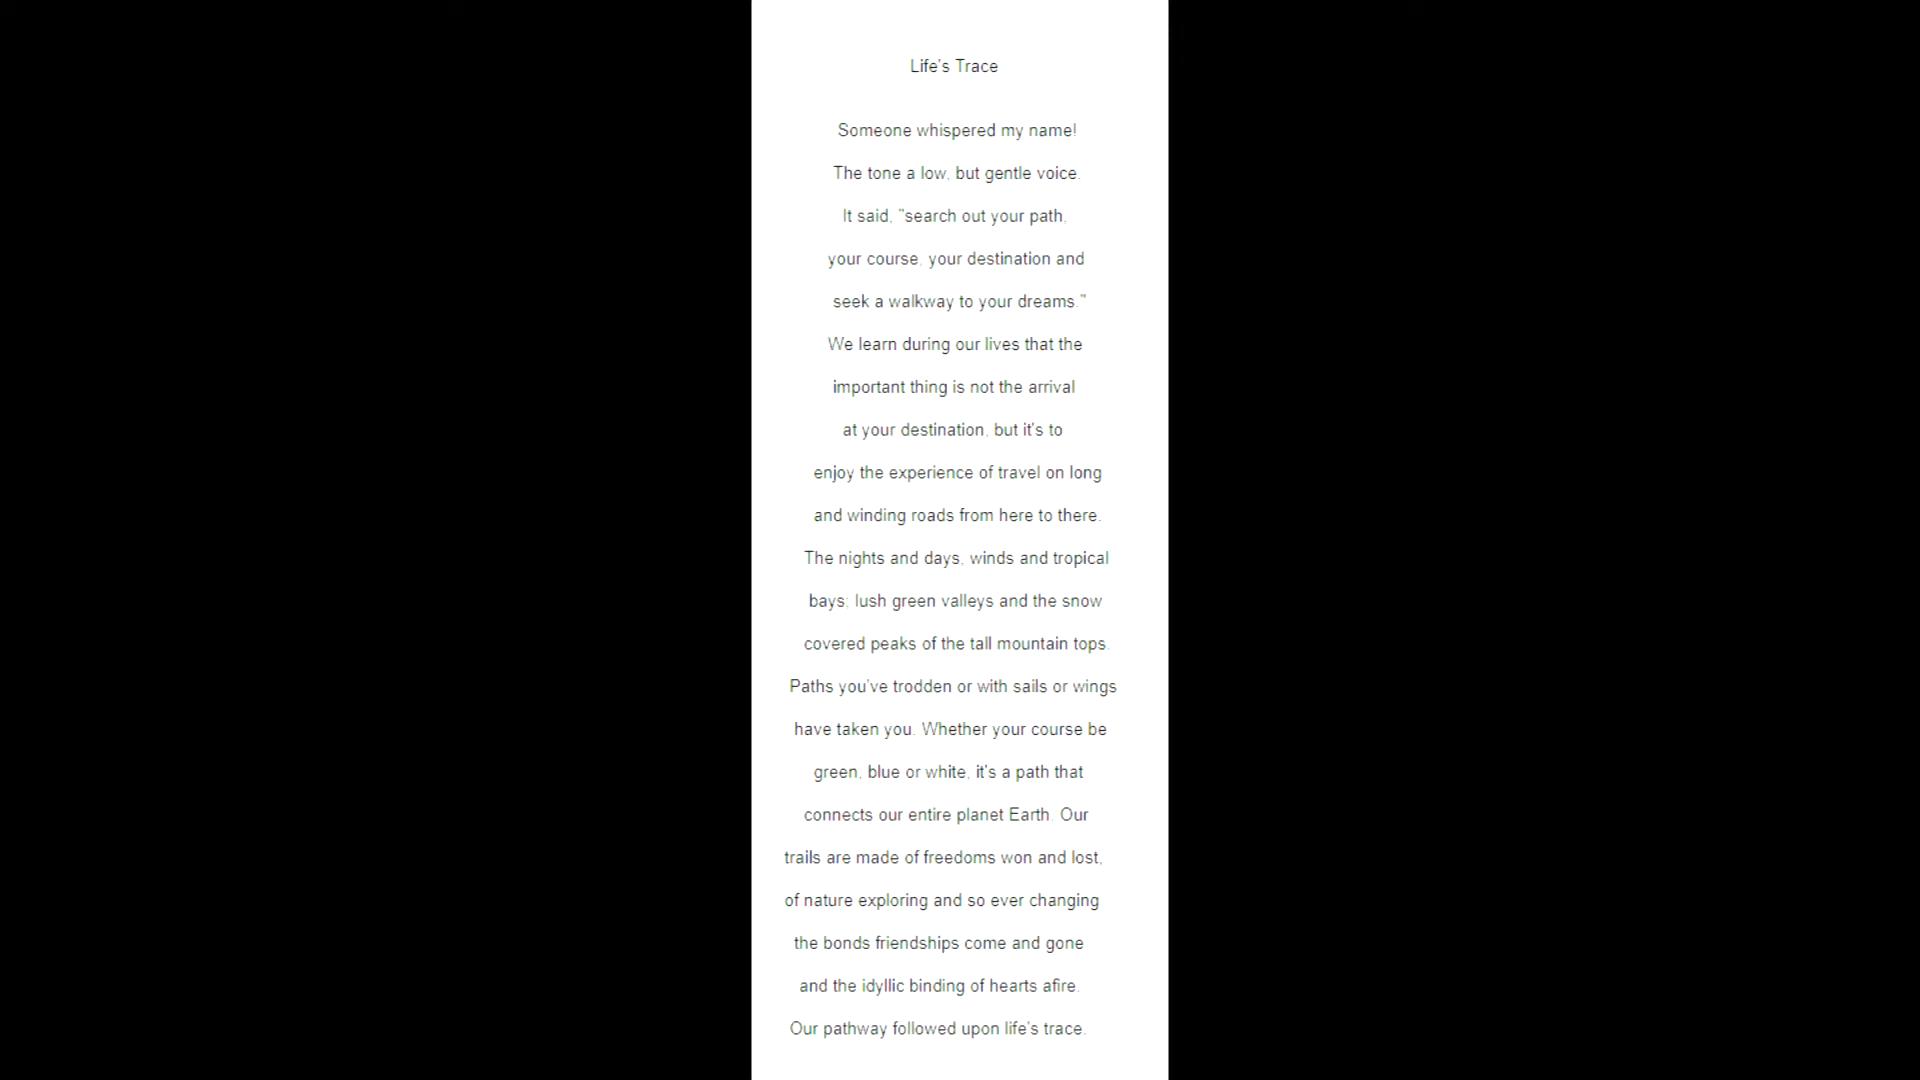 Life's Trace
Someone whispered my name!
The tone a low, but gentle voice.
It said, "search out your path,
your course, your destination and
seek a walkway to your dreams."
We learn during our lives that the
important thing is not the arrival
at your destination, but it's to
enjoy the experience of travel on long
and winding roads from here to there.
The nights and days, winds and tropical
bays; lush green valleys and the snow
covered peaks of the tall mountain tops.
Paths you've trodden or with sails or wings
have taken you. Whether your course be
green, blue or white, it's a path that
connects our entire planet Earth. Our
trails are made of freedoms won and lost,
of nature exploring and so ever changing
the bonds friendships come and gone
and the idyllic binding of hearts afire.
Our pathway followed upon life's trace.